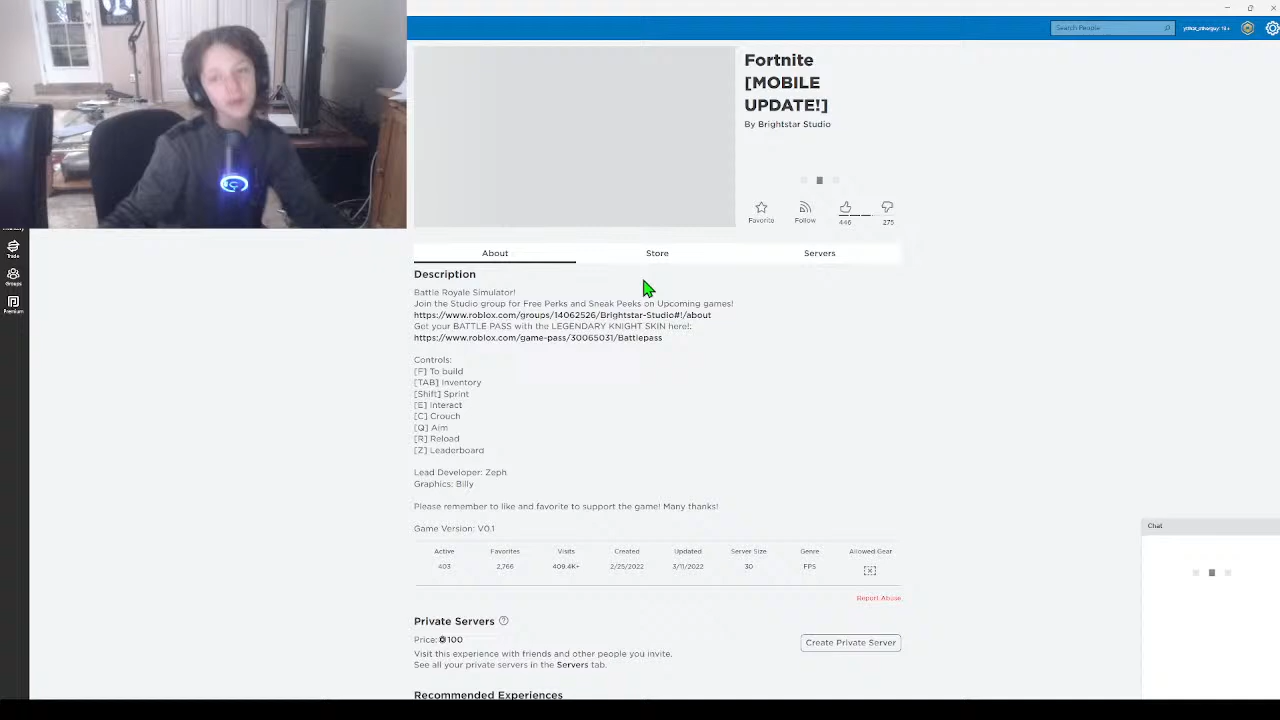 Search People
Fortnite
[MOBILE
UPDATE!]
By Brightstar Studio
Favorite
Follow
446
275
Trade
Groups
Premium
About
Store
Servers
Description
Battle Royale Simulator!
Join the Studio group for Free Perks and Sneak Peeks on Upcoming games!
https://www.roblox.com/groups/14062526/Brightstar-Studio#!/about
Get your BATTLE PASS with the LEGENDARY KNIGHT SKIN here!:
https://www.roblox.com/game-pass/30065031/Battlepass
Controls:
[F] To build
[TAB] Inventory
[Shift] Sprint
[E] Interact
[C] Crouch
[Q] Aim
[R] Reload
[Z] Leaderboard
Lead Developer: Zeph
Graphics: Billy
Please remember to like and favorite to support the game! Many thanks!
Game Version: V0.1
Active Favorites Visits Created Updated Server Size Genre Allowed Gear
403 2,766 409.4K+ 2/25/2022 3/11/2022 30 FPS
Report Abuse
Private Servers
Price: 100
Create Private Server
Visit this experience with friends and other people you invite.
See all your private servers in the Servers tab.
Recommended Experiences
Chat